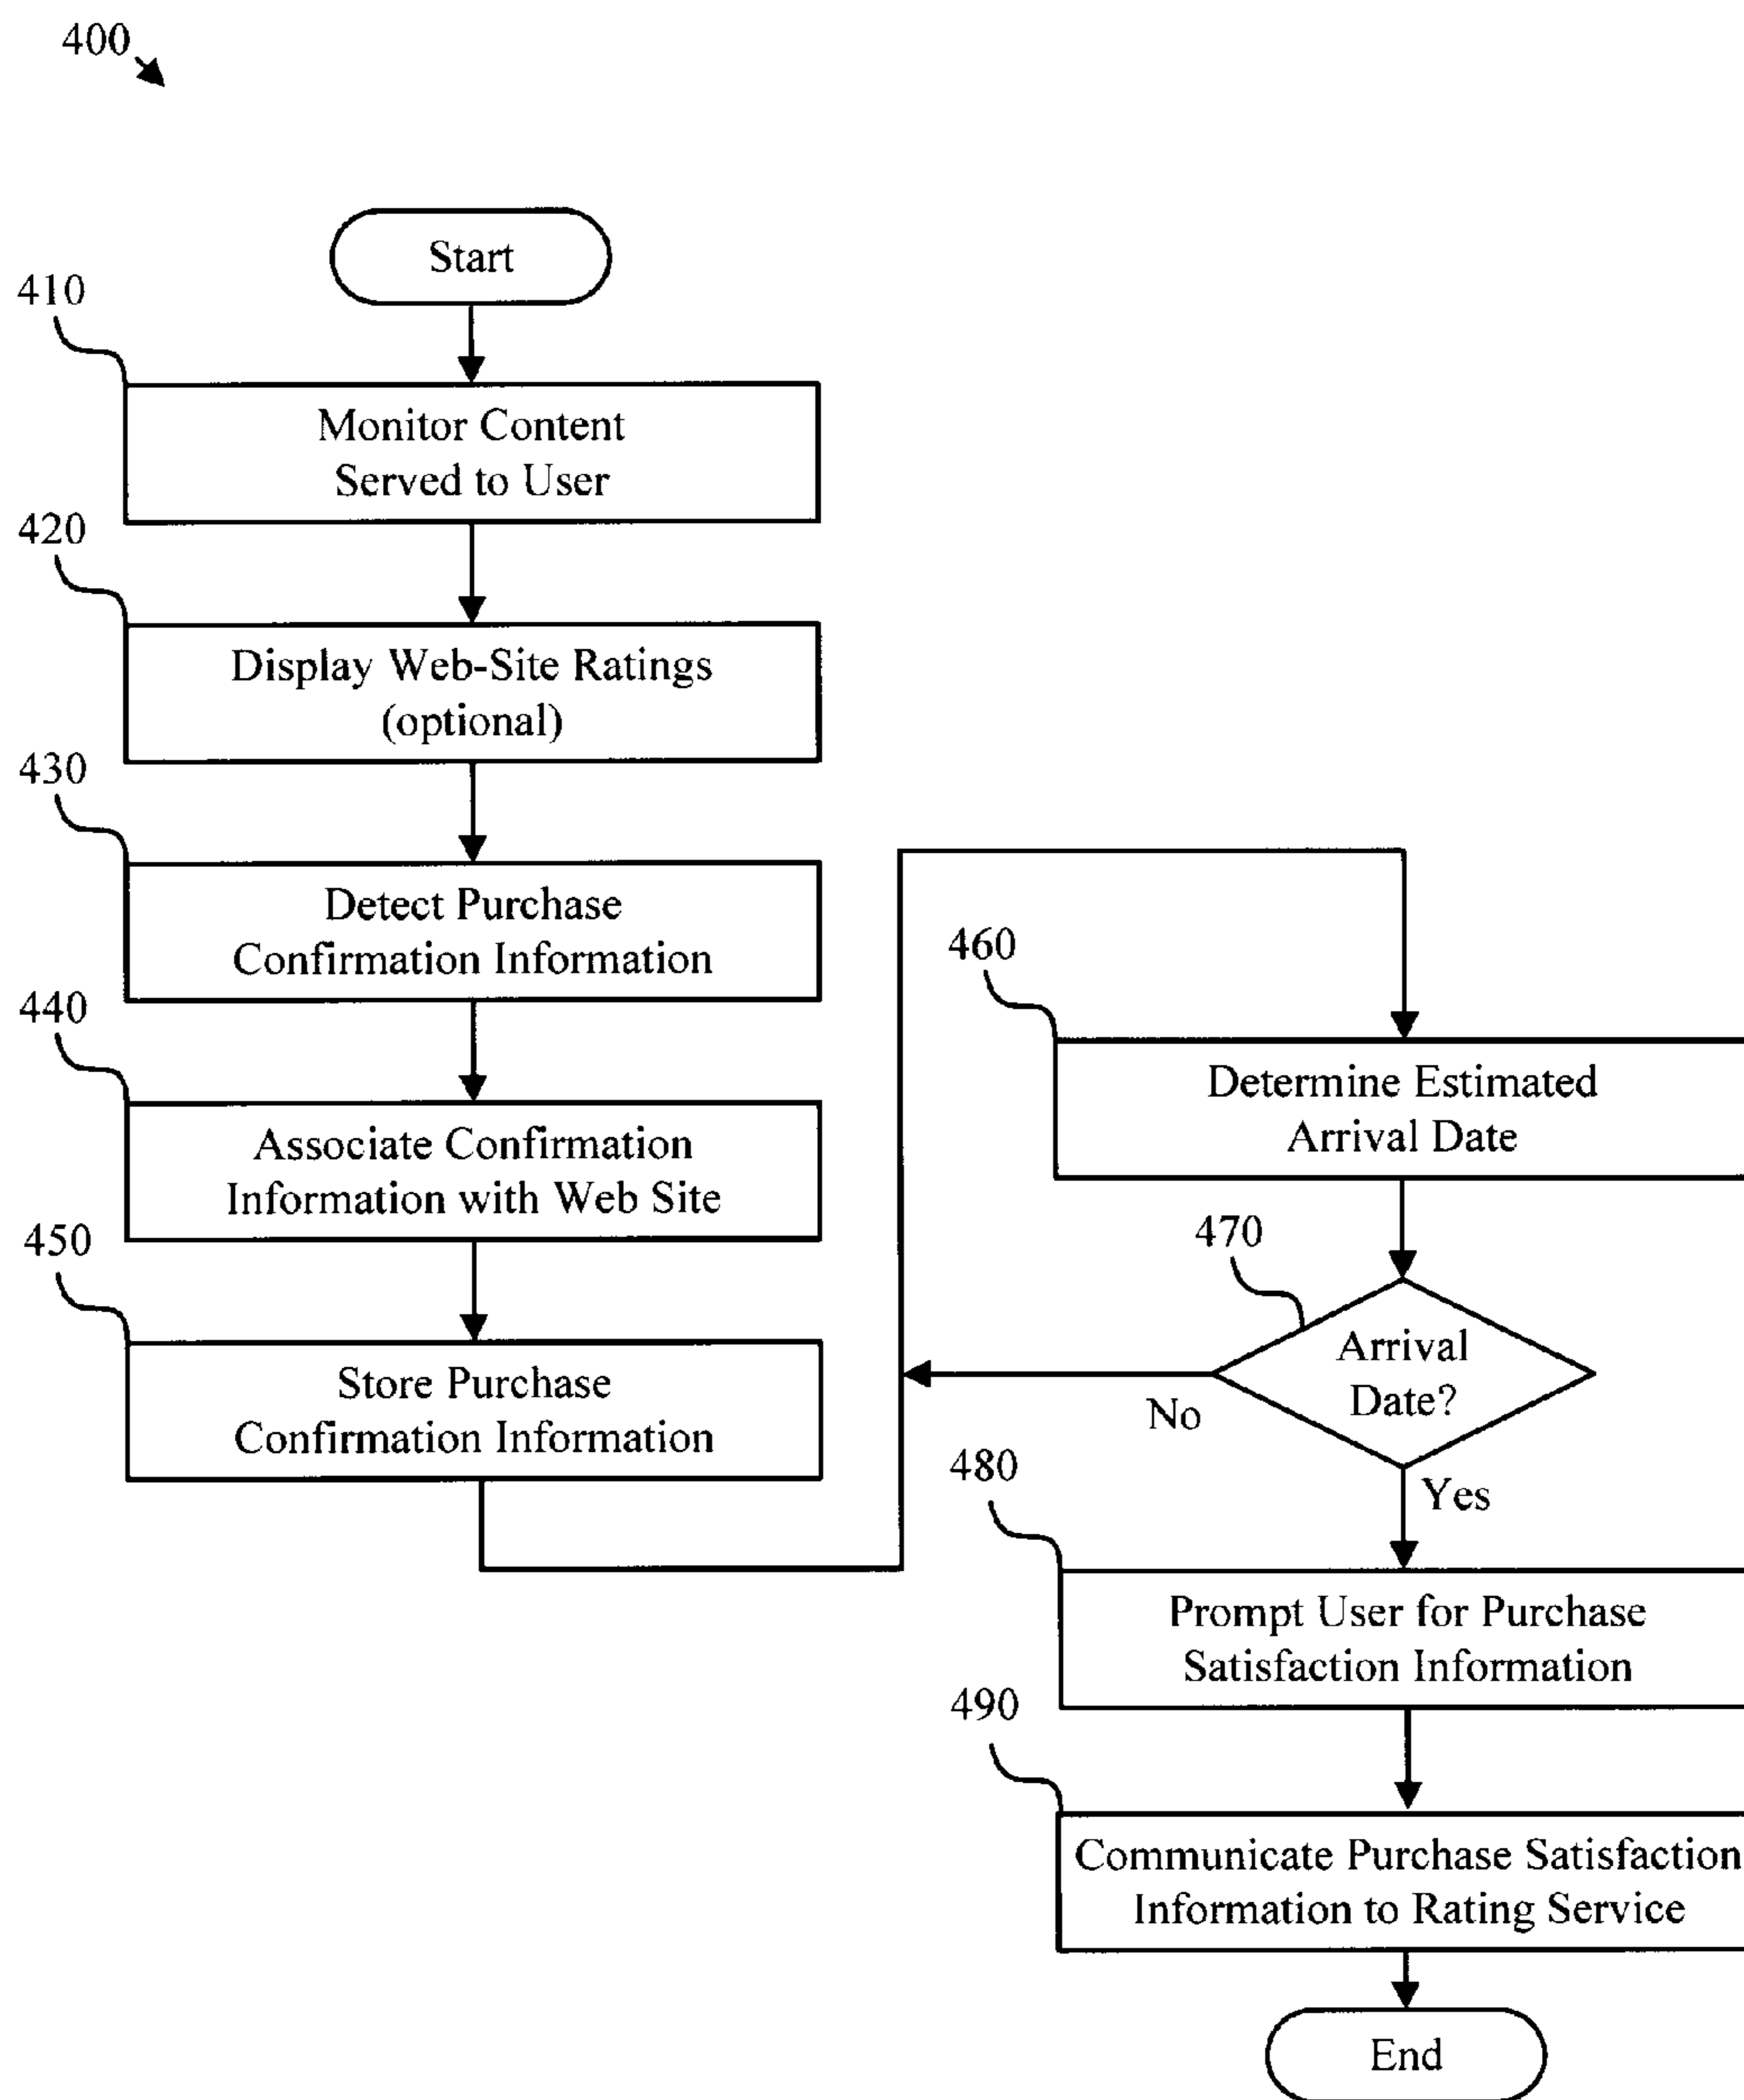 400
Start
410
Monitor Content
Served to User
420
Display Web-Site Ratings
(optional)
430
Detect Purchase
Confirmation Information
440
Associate Confirmation
Information with Web Site
450
Store Purchase
Confirmation Information
460
Determine Estimated
Arrival Date
470
Arrival
Date?
No
Yes
480
Prompt User for Purchase
Satisfaction Information
490
Communicate Purchase Satisfaction
Information to Rating Service
End